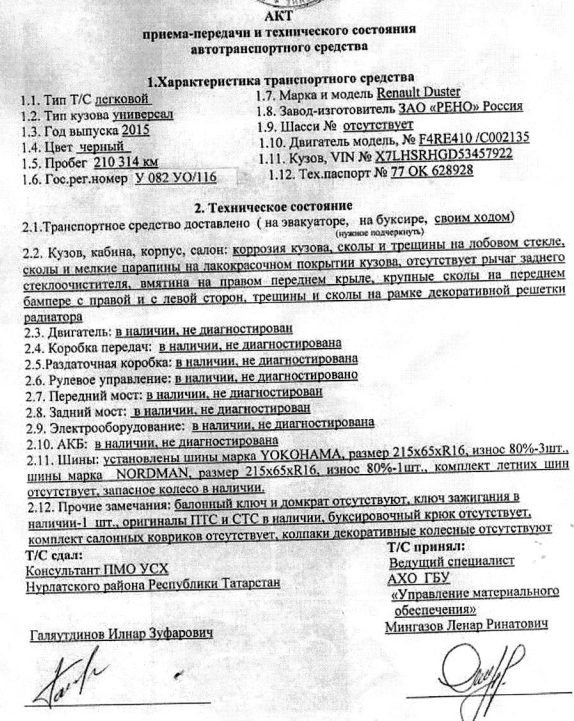 АКТ
приема-передачи и технического состояния
автотранспортного средства
1.Характеристика транспортного средства
1.1. Тип Т/С легковой
1.2. Тип кузова универсал
1.3. Год выпуска 2015
1.4. Цвет черный
1.5. Пробег 210 314 км
1.6. Гос.рег.номер У 082 УО/116
1.7. Марка и модель Renault Duster
1.8. Завод-изготовитель ЗАО «РЕНО» Россия
1.9. Шасси № отсутствует
1.10. Двигатель модель, № F4RE410 /C002135
1.11. Кузов, VIN № X7LHSRHGD53457922
1.12. Тех.паспорт № 77 ОК 628928
2. Техническое состояние
2.1.Транспортное средство доставлено ( на эвакуаторе, на буксире, своим ходом)
(нужное подчеркнуть)
2.2. Кузов, кабина, корпус, салон: коррозия кузова, сколы и трещины на лобовом стекле,
сколы и мелкие царапины на лакокрасочном покрытии кузова, отсутствует рычаг заднего
стеклоочистителя, вмятина на правом переднем крыле, крупные сколы на переднем
бампере с правой и с левой сторон, трещины и сколы на рамке декоративной решетки
радиатора
2.3. Двигатель: в наличии, не диагностирован
2.4. Коробка передач: в наличии, не диагностирована
2.5.Раздаточная коробка: в наличии, не диагностирована
2.6. Рулевое управление: в наличии, не диагностировано
2.7. Передний мост: в наличии, не диагностирован
2.8. Задний мост: в наличии, не диагностирован
2.9. Электрооборудование: в наличии, не диагностирована
2.10. АКБ: в наличии, не диагностирована
2.11. Шины: установлены шины марка YOKOHAMA, размер 215х65хR16, износ 80%-3шт.,
шины марка NORDMAN, размер 215х65хR16, износ 80%-1шт., комплект летних шин
отсутствует, запасное колесо в наличии.
2.12. Прочие замечания: балонный ключ и домкрат отсутствуют, ключ зажигания в
наличии-1 шт., оригиналы ПТС и СТС в наличии, буксировочный крюк отсутствует,
комплект салонных ковриков отсутствует, колпаки декоративные колесные отсутствуют
Т/С сдал:
Консультант ПМО УСХ
Нурлатского района Республики Татарстан
Галяутдинов Илнар Зуфарович
Т/С принял:
Ведущий специалист
АХО ГБУ
«Управление материального
обеспечения»
Мингазов Ленар Ринатович